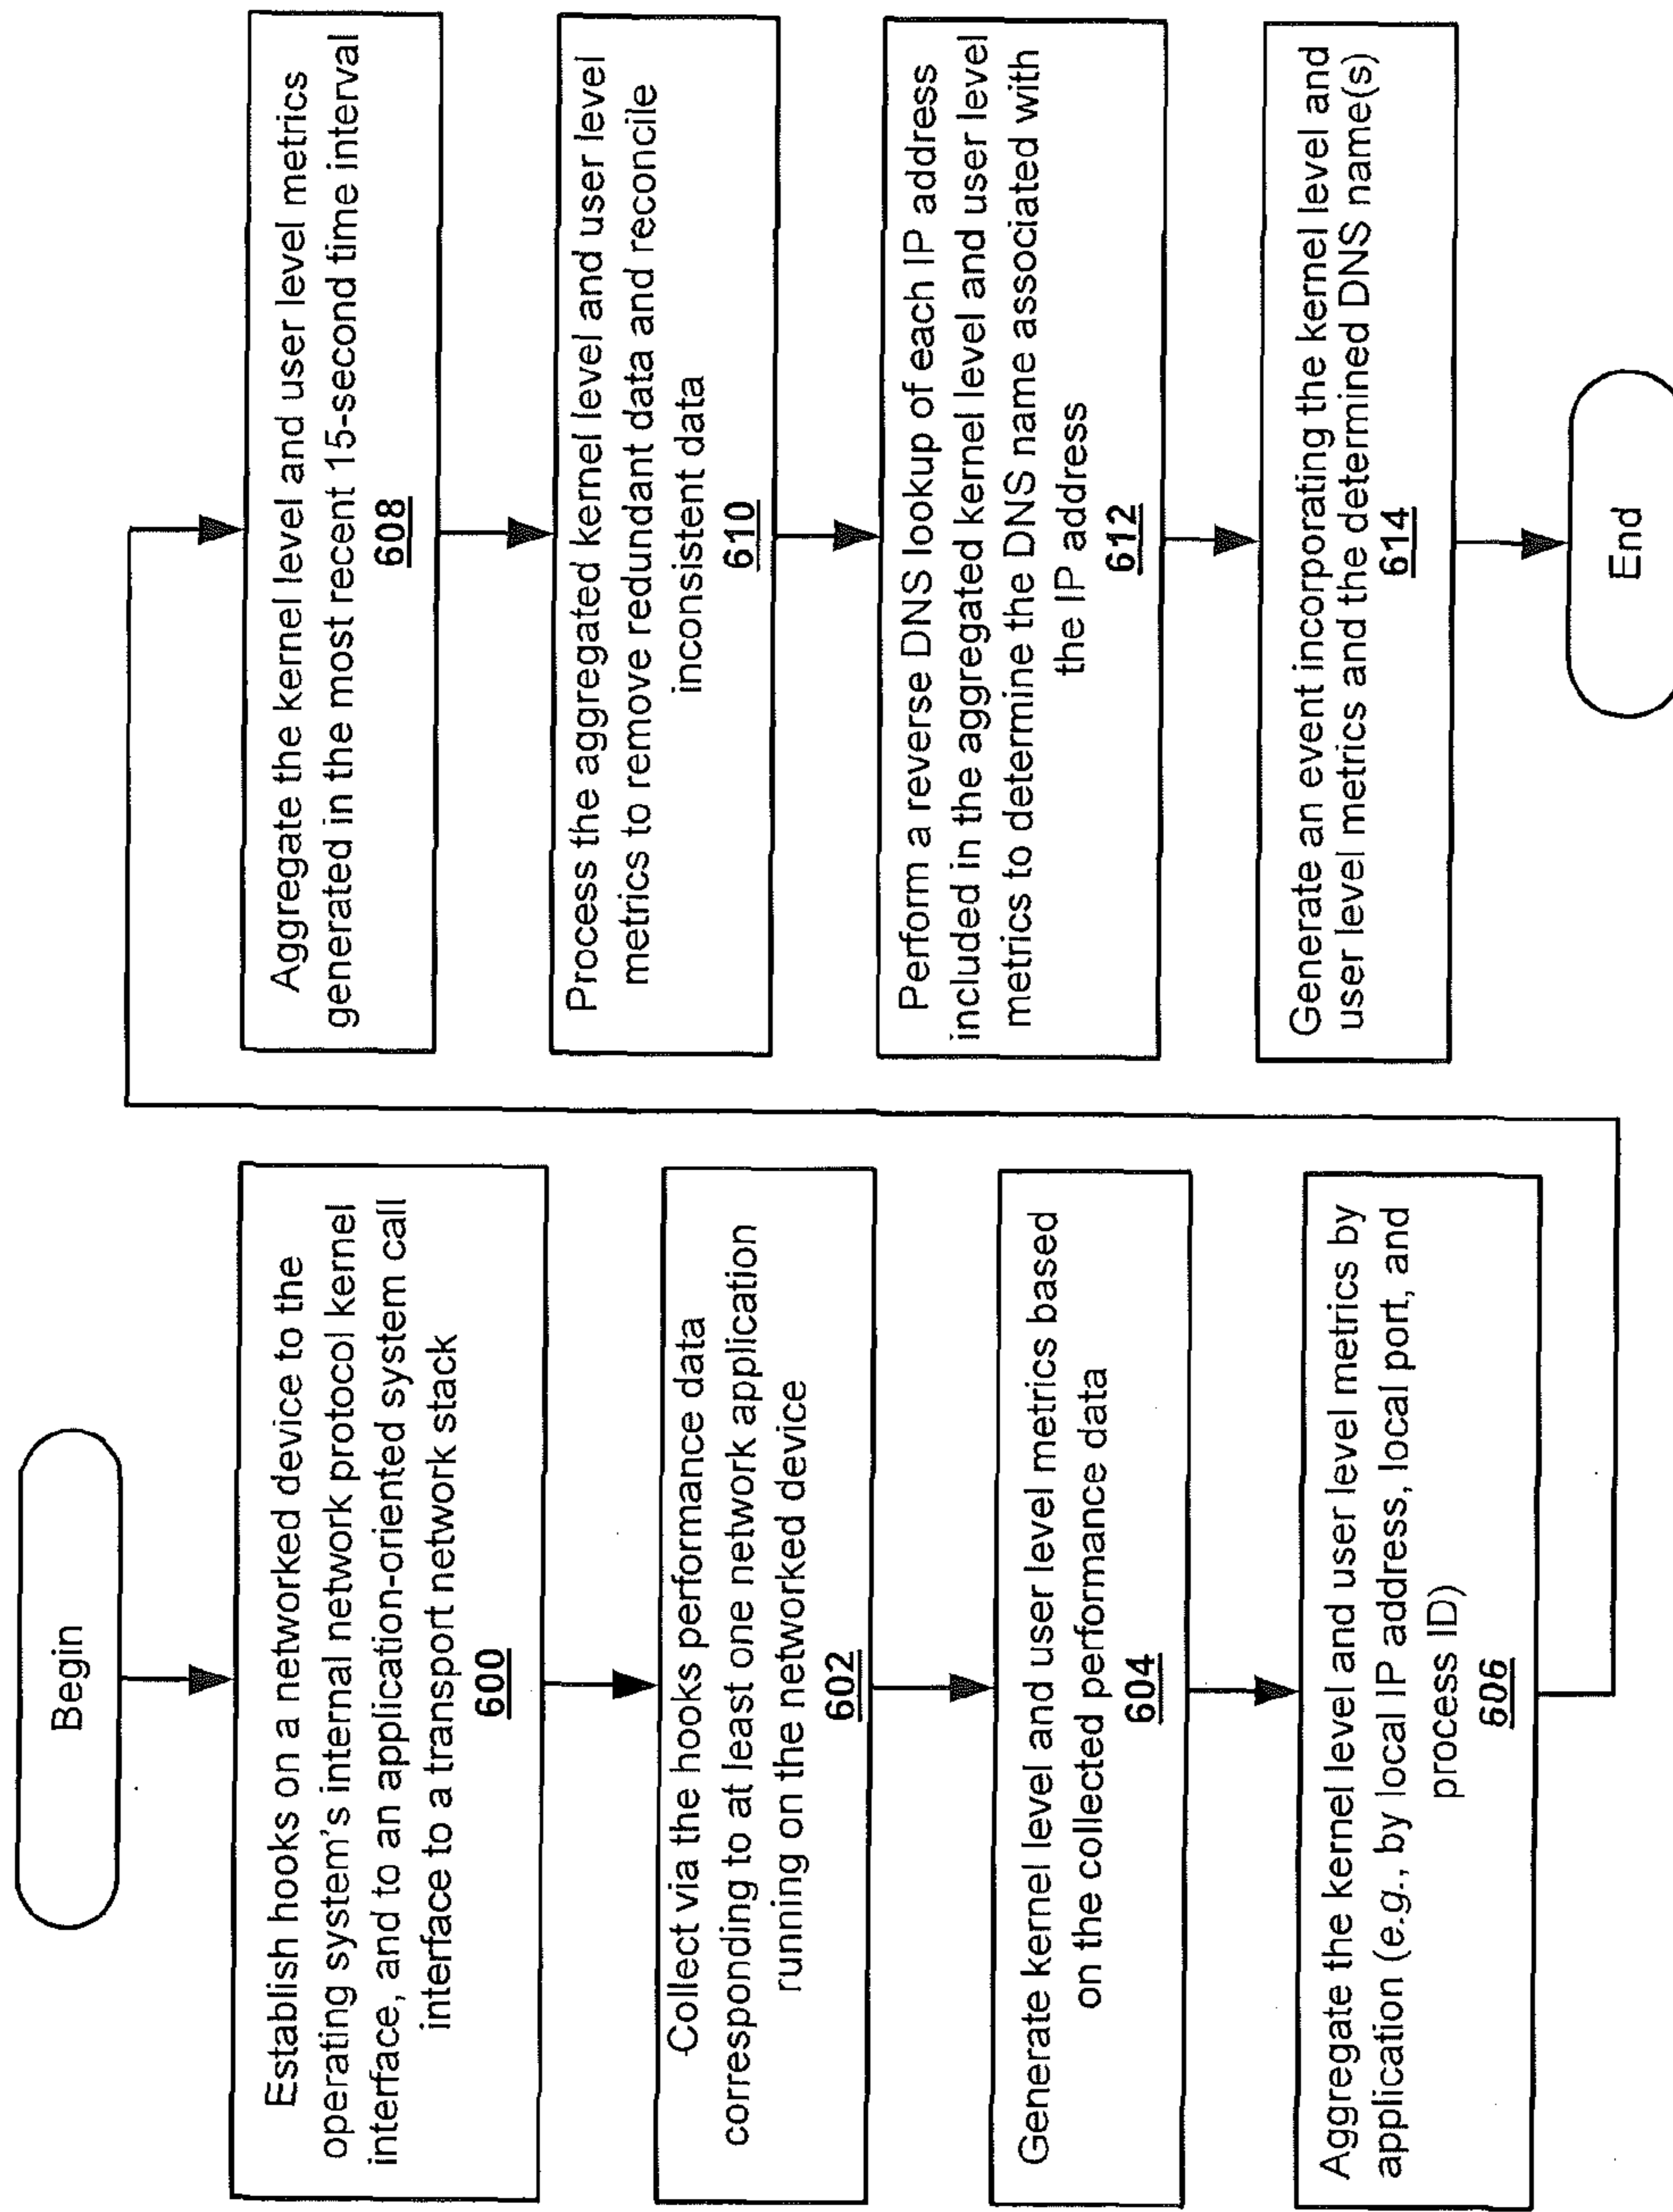 Begin
Establish hooks on a networked device to the
operating system's internal network protocol kernel
interface, and to an application-oriented system call
interface to a transport network stack
600
Collect via the hooks performance data
corresponding to at least one network application
running on the networked device
602
Generate kernel level and user level metrics based
on the collected performance data
604
Aggregate the kernel level and user level metrics by
application (e.g., by local IP address, local port, and
process ID)
606
Aggregate the kernel level and user level metrics
generated in the most recent 15-second time interval
608
Process the aggregated kernel level and user level
metrics to remove redundant data and reconcile
inconsistent data
610
Perform a reverse DNS lookup of each IP address
included in the aggregated kernel level and user level
metrics to determine the DNS name associated with
the IP address
612
Generate an event incorporating the kernel level and
user level metrics and the determined DNS name(s)
614
End